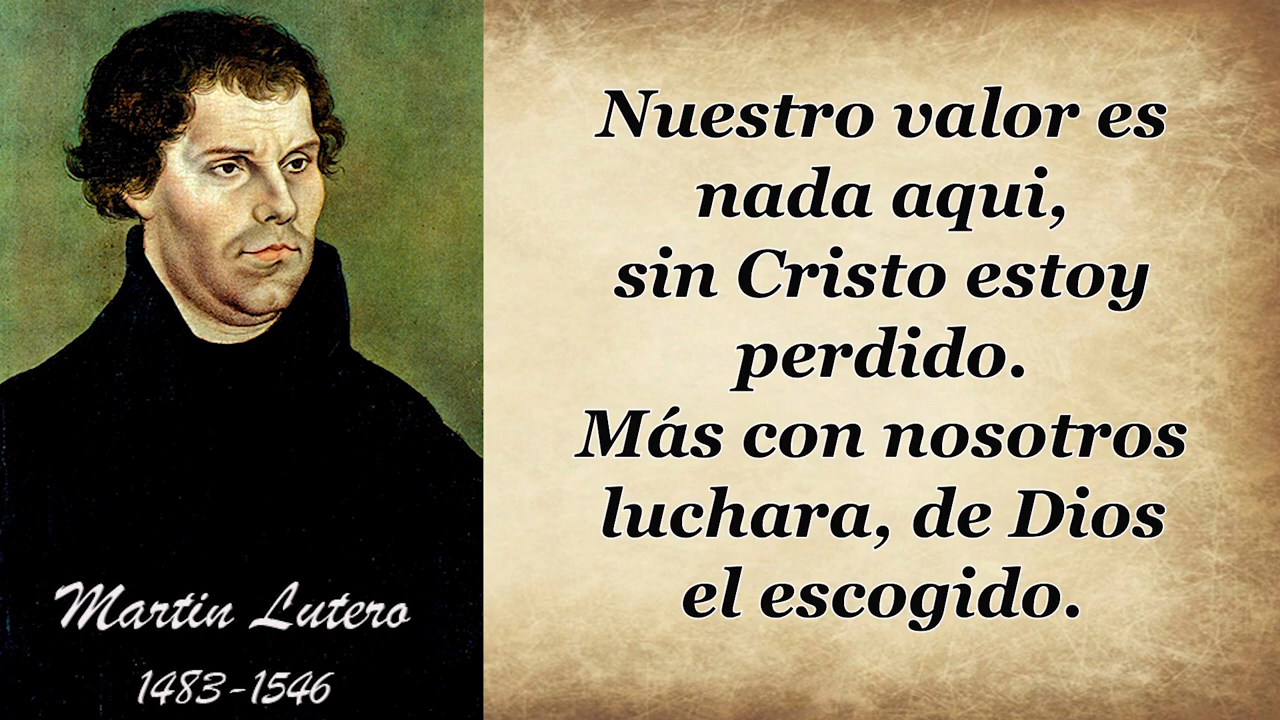 Nuestro valor es
nada aqui,
sin Cristo estoy
perdido.
Más con nosotros
luchara, de Dios
el escogido.
Martin Lutero
1483-1546